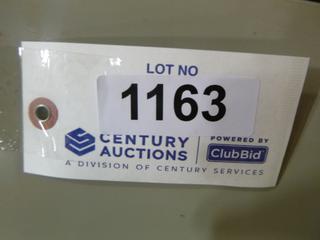 LOT NO
1163
CENTURY
AUCTIONS
POWERED BY
ClubBid
A DIVISION OF CENTURY SERVICES